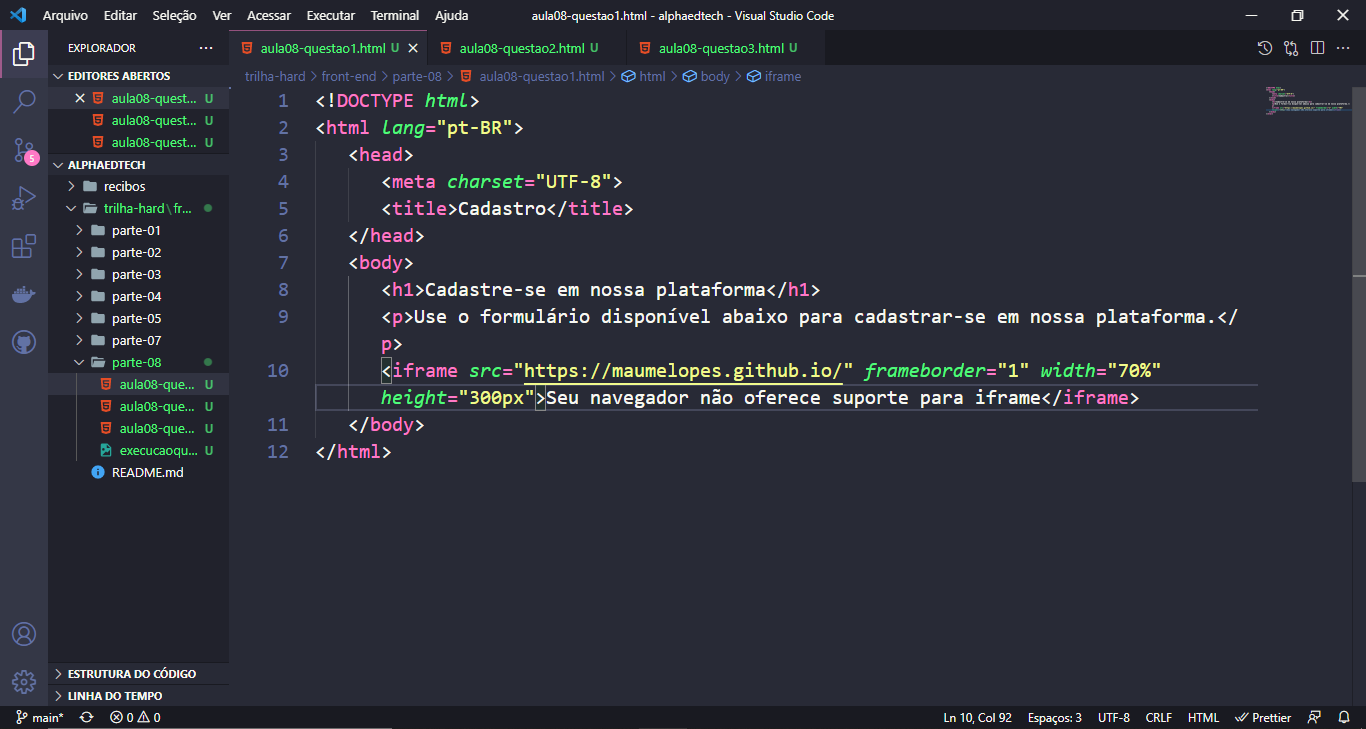 Arquivo Editar Seleção Ver Acessar Executar Terminal Ajuda aula08-questao1.html - alphaedtech - Visual Studio Code
EXPLORADOR ...
aula08-questao1.html U
aula08-questao2.html U
aula08-questao3.html U
trilha-hard > front-end > parte-08 > aula08-questao1.html > html > body > iframe
EDITORES ABERTOS
aula08-quest... U
aula08-quest... U
aula08-quest... U
5
ALPHAEDTECH
recibos
trilha-hard\fr...
parte-01
parte-02
parte-03
parte-04
parte-05
parte-07
parte-08
aula08-que... U
aula08-que... U
aula08-que... U
execucaoqu... U
README.md
ESTRUTURA DO CÓDIGO
LINHA DO TEMPO
1 <!DOCTYPE html>
2 <html lang="pt-BR">
3 <head>
4 <meta charset="UTF-8">
5 <title>Cadastro</title>
6 </head>
7 <body>
8 <h1>Cadastre-se em nossa plataforma</h1>
9 <p>Use o formulário disponível abaixo para cadastrar-se em nossa plataforma.</
p>
10 <iframe src="https://maumelopes.github.io/" frameborder="1" width="70%"
height="300px">Seu navegador não oferece suporte para iframe</iframe>
11 </body>
12 </html>
main* 0 0 Ln 10, Col 92 Espaços: 3 UTF-8 CRLF HTML Prettier